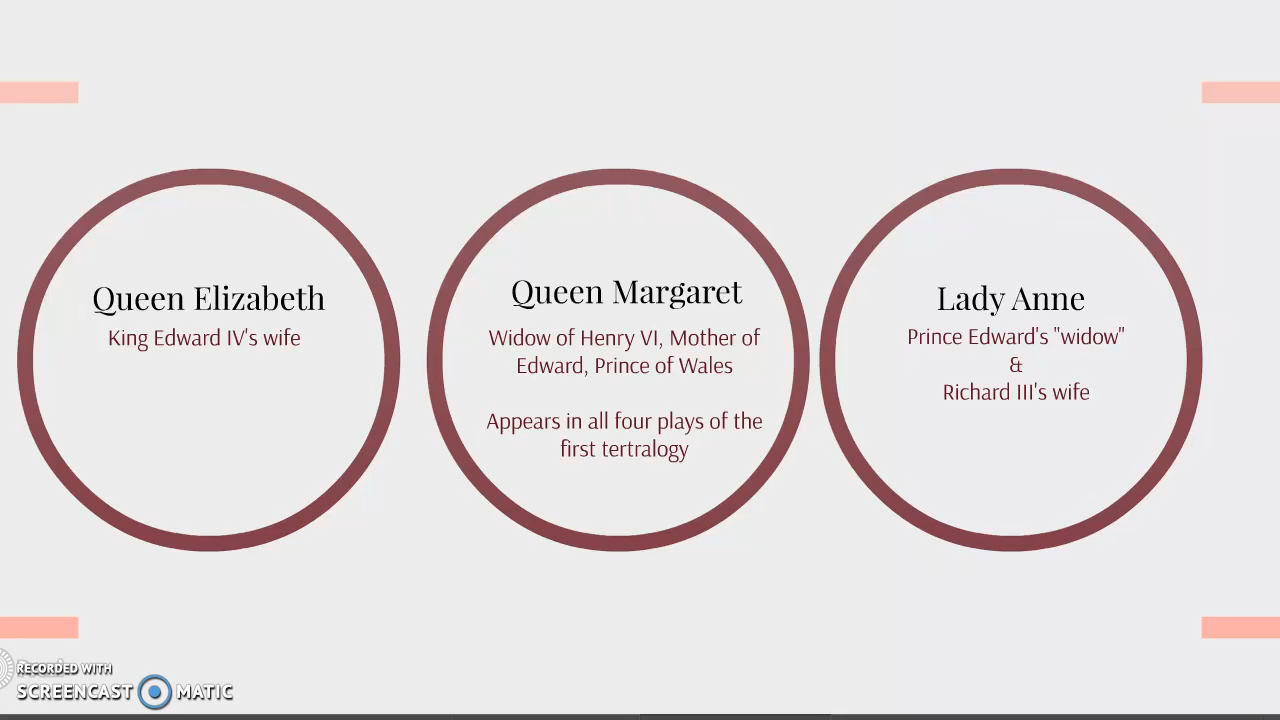 Queen Elizabeth
King Edward IV's wife
Queen Margaret
Widow of Henry VI, Mother of
Edward, Prince of Wales
Appears in all four plays of the
first tertralogy
Lady Anne
Prince Edward's "widow"
&
Richard III's wife
RECORDED WITH
SCREENCAST MATIC